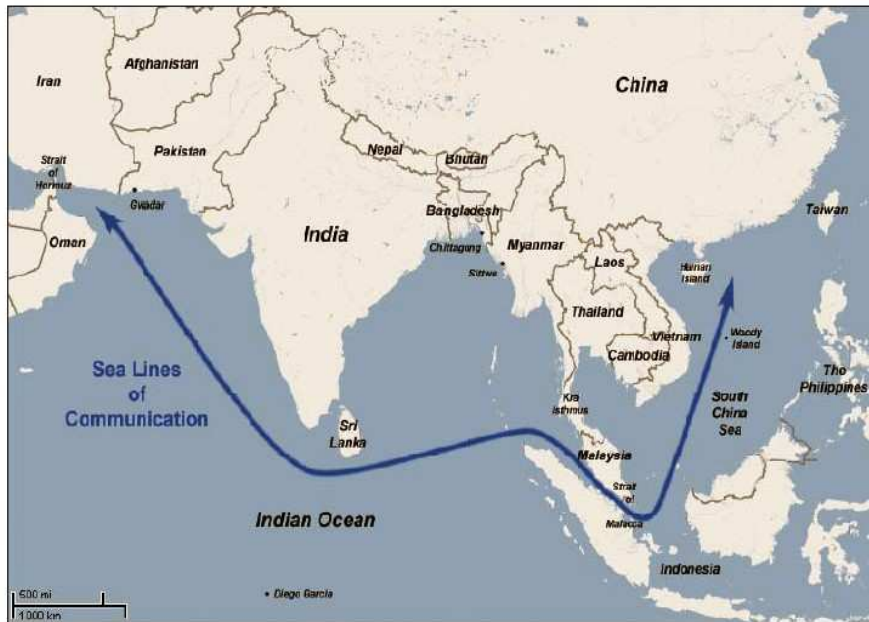 Afghanistan
China
Iran
Pakistan
Nepal
Bhutan
Strait
of
Hormuz
Gwadar
Taiwan
Bangladesh
Oman
India
Chittagong
Myanmar
Sittwe
Laos
Hainan
Island
Thailand
Vietnam
Woody
Island
Cambodia
The
Philippines
Sea Lines
of
Communication
Kra
Isthmus
South
China
Sea
Sri
Lanka
Malaysia
Strait
of
Malacca
Indian Ocean
Indonesia
Diego Garcia
500 mi
1000 km